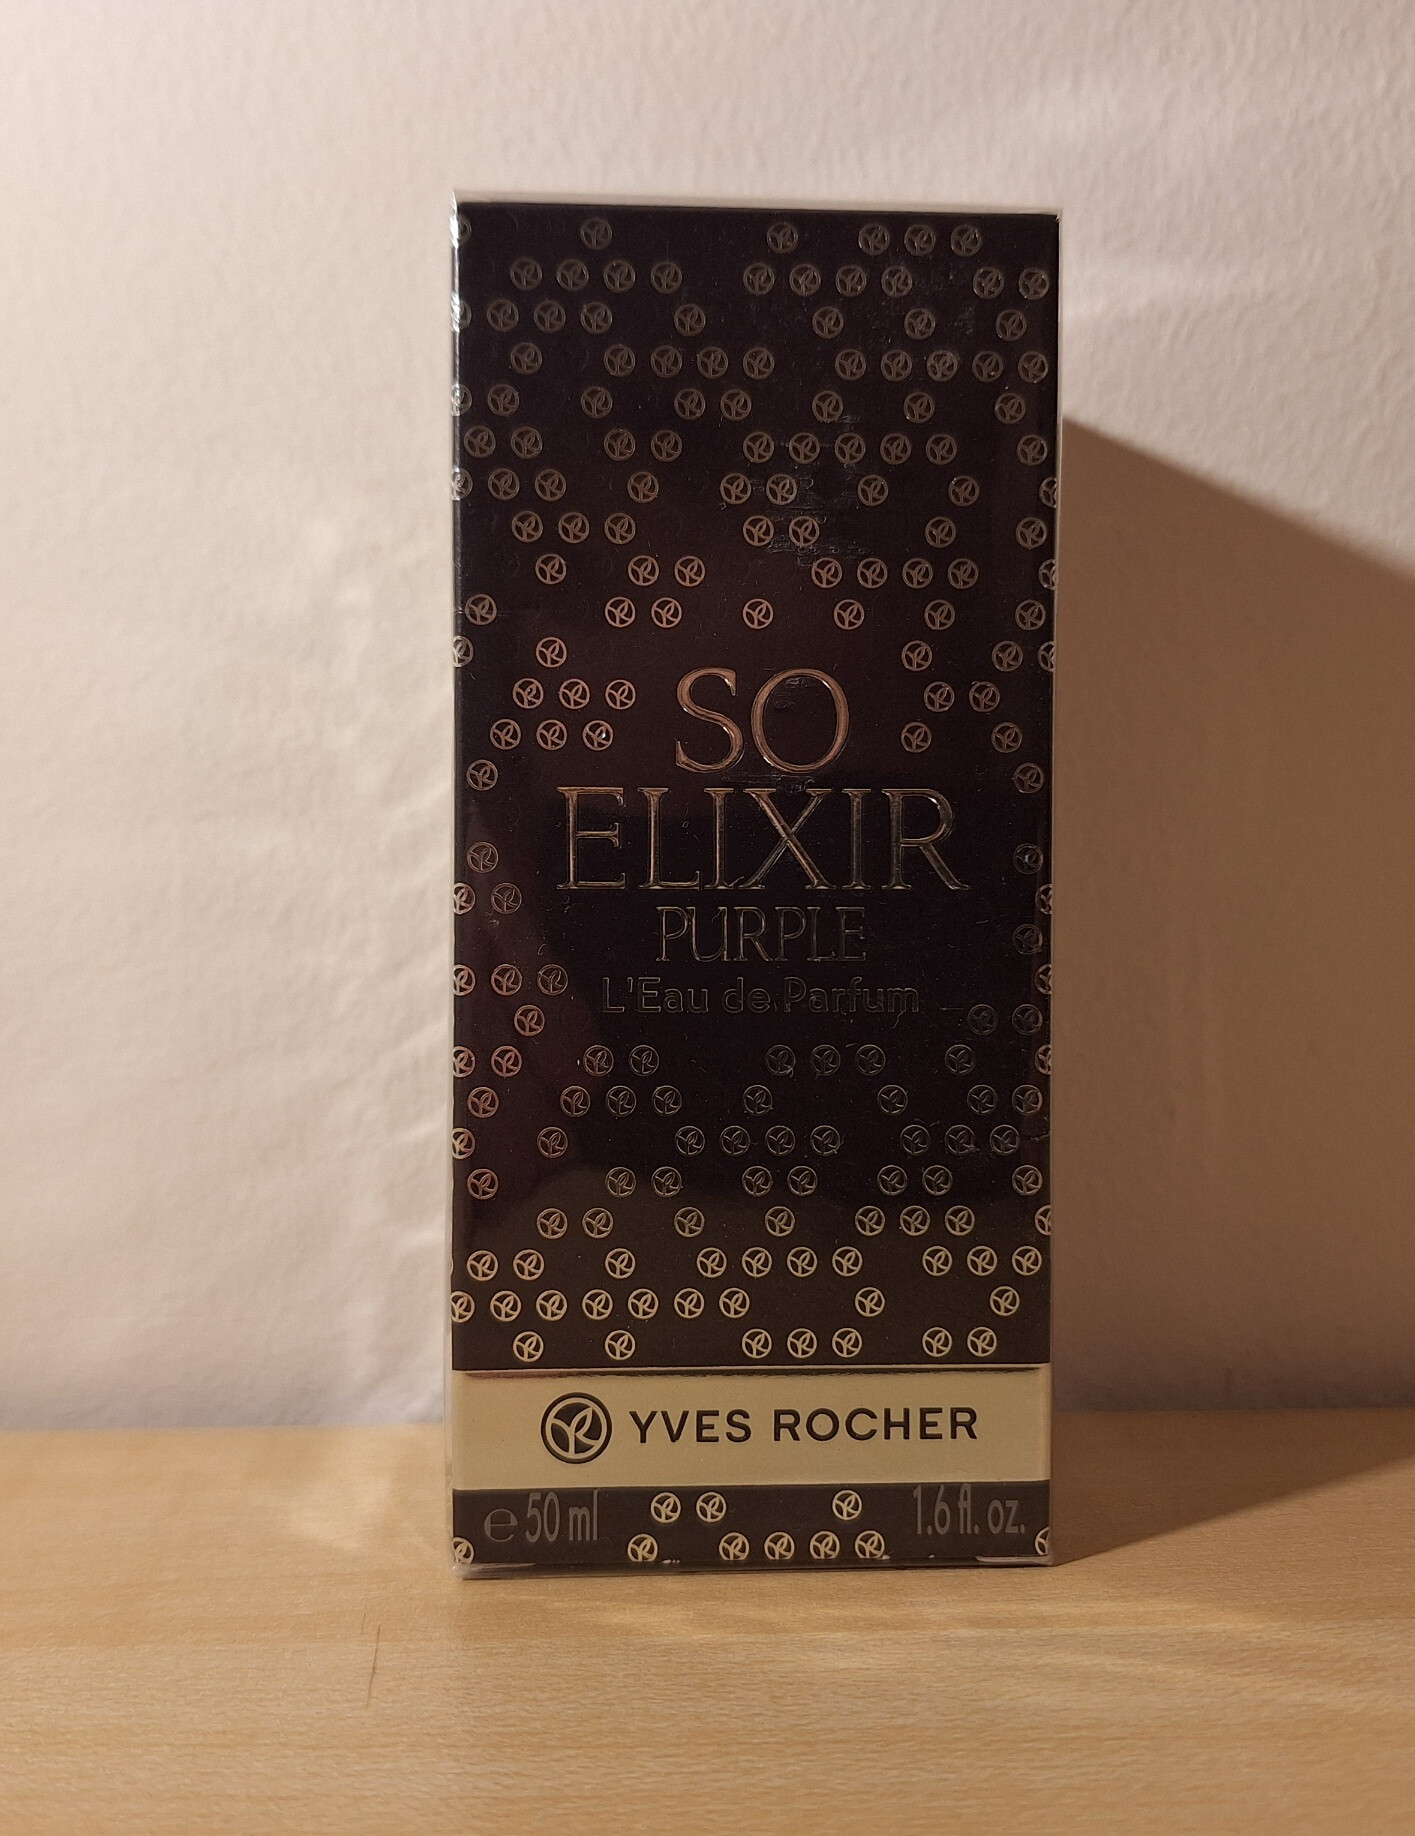 SO
ELIXIR
PURPLE
L'Eau de Parfum
YVES ROCHER
℮ 50 ml 1.6 fl. oz.